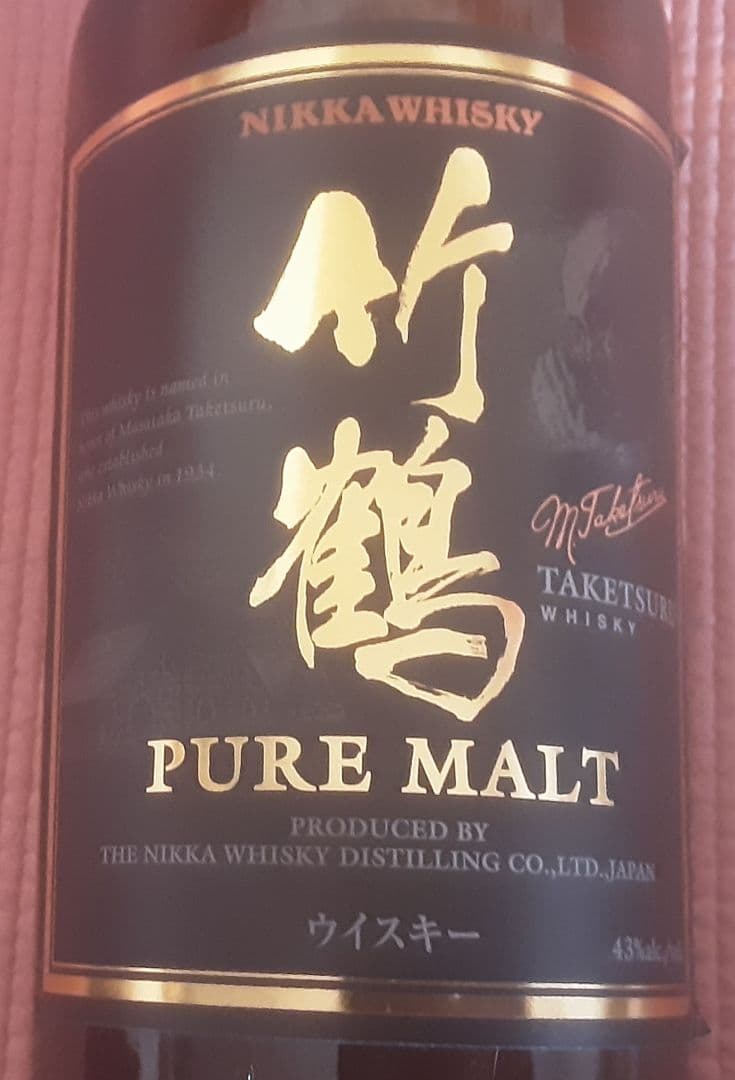 NIKKA WHISKY
竹鶴
This whisky is named in
of Masataka Taketsuru,
who established
Nikka Whisky in 1934.
M. Taketsuru
TAKETSURU
WHISKY
PURE MALT
PRODUCED BY
THE NIKKA WHISKY DISTILLING CO.,LTD.,JAPAN
ウイスキー
43%alc./vol